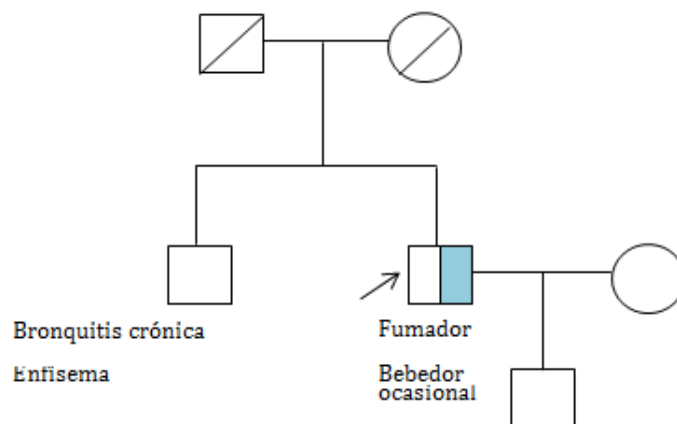 Bronquitis crónica
Fumador
Enfisema
Bebedor
ocasional